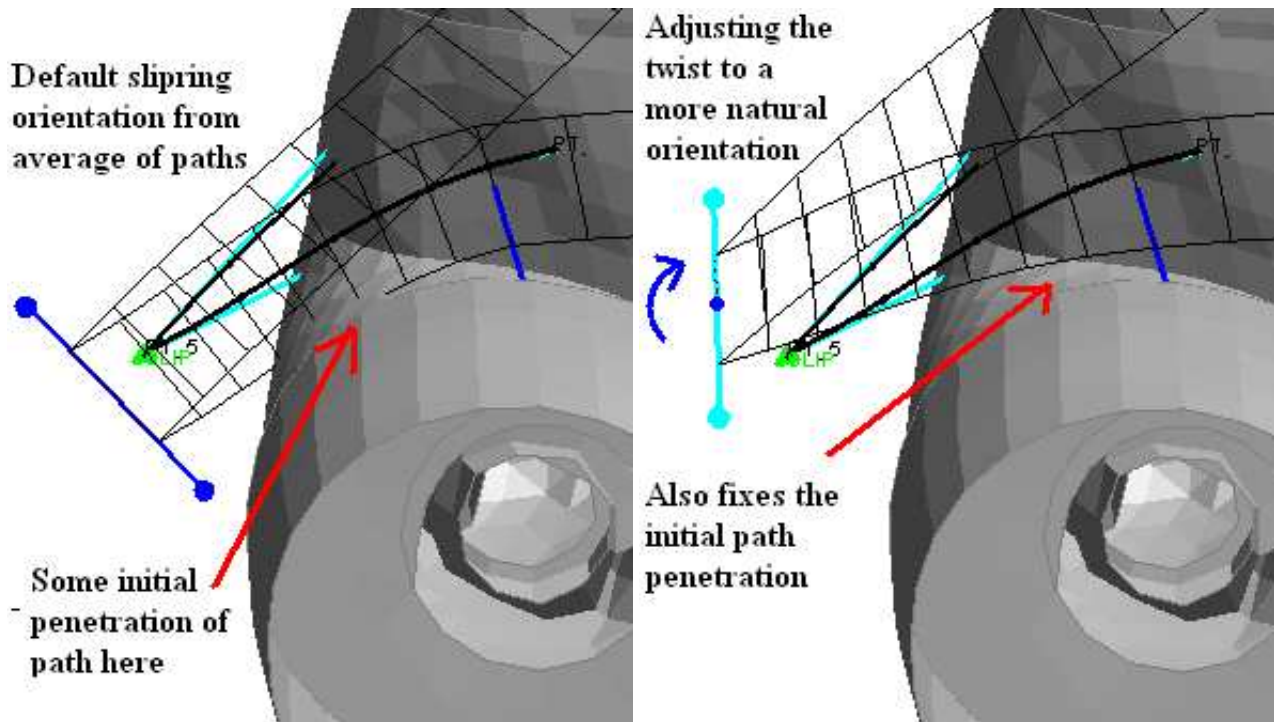 Default slipring
orientation from
average of paths
Some initial
penetration of
path here
Adjusting the
twist to a
more natural
orientation
Also fixes the
initial path
penetration